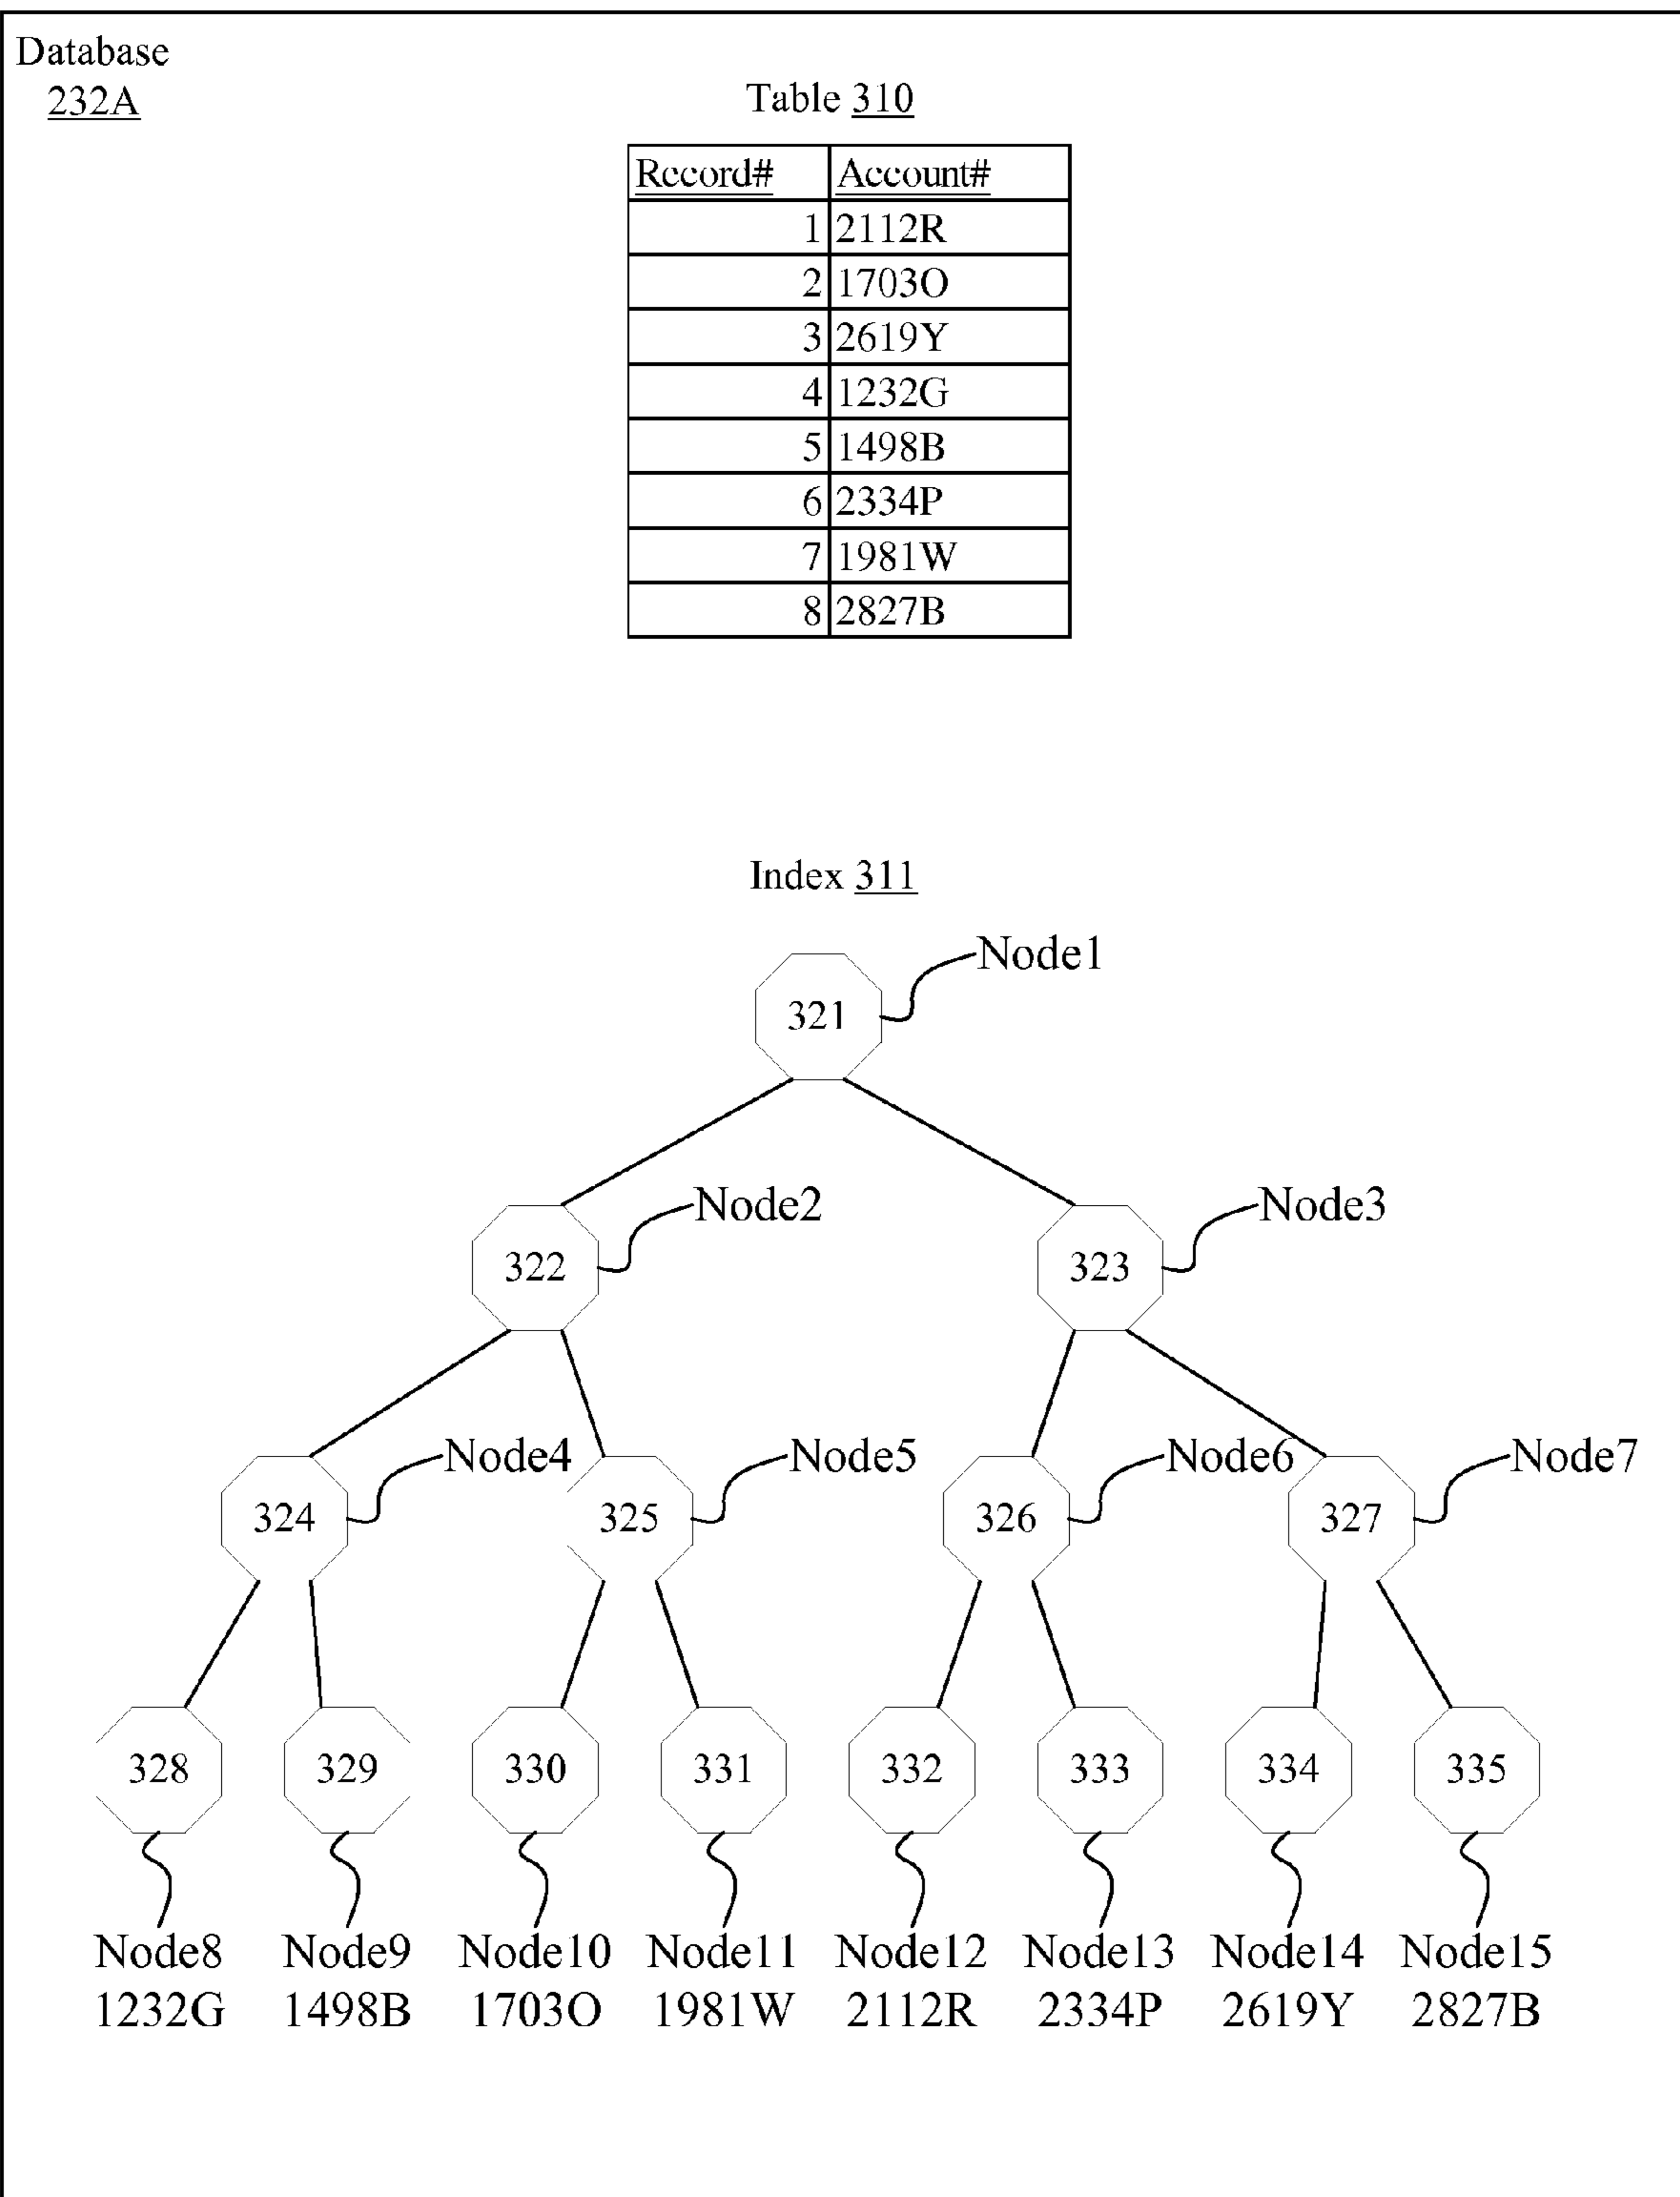 Database
232A
Table 310
Record# Account#
1 2112R
2 1703O
3 2619Y
4 1232G
5 1498B
6 2334P
7 1981W
8 2827B
Index 311
Node1
321
Node2 Node3
322 323
Node4 Node5 Node6 Node7
324 325 326 327
328 329 330 331 332 333 334 335
Node8 Node9 Node10 Node11 Node12 Node13 Node14 Node15
1232G 1498B 1703O 1981W 2112R 2334P 2619Y 2827B